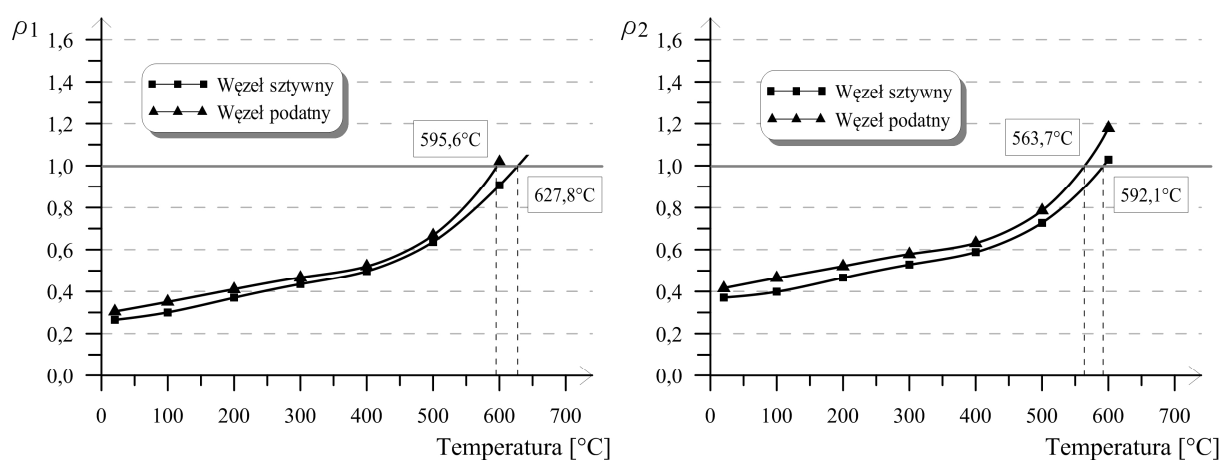 ρ1
1,6
1,4
1,2
1,0
0,8
0,6
0,4
0,2
0,0
Węzeł sztywny
Węzeł podatny
595,6°C
627,8°C
0 100 200 300 400 500 600 700
Temperatura [°C]
ρ2
1,6
1,4
1,2
1,0
0,8
0,6
0,4
0,2
0,0
Węzeł sztywny
Węzeł podatny
563,7°C
592,1°C
0 100 200 300 400 500 600 700
Temperatura [°C]